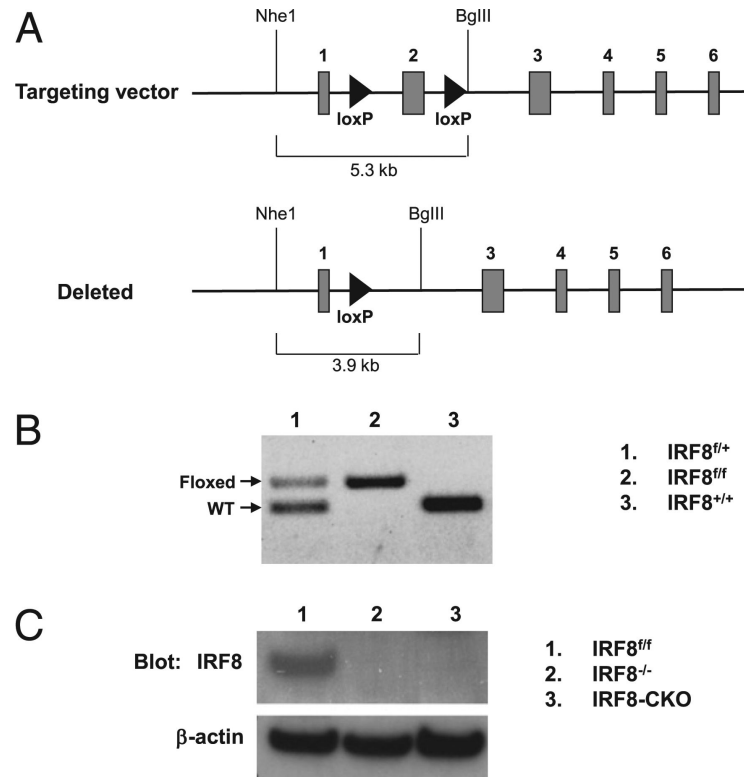 A
Nhe1 BglII
1 2 3 4 5 6
Targeting vector
loxP loxP
5.3 kb
Nhe1 BglII
1 3 4 5 6
Deleted
loxP
3.9 kb
B
1 2 3
Floxed
WT
1. IRF8f/+
2. IRF8f/f
3. IRF8+/+
C
1 2 3
Blot: IRF8
β-actin
1. IRF8f/f
2. IRF8-/-
3. IRF8-CKO